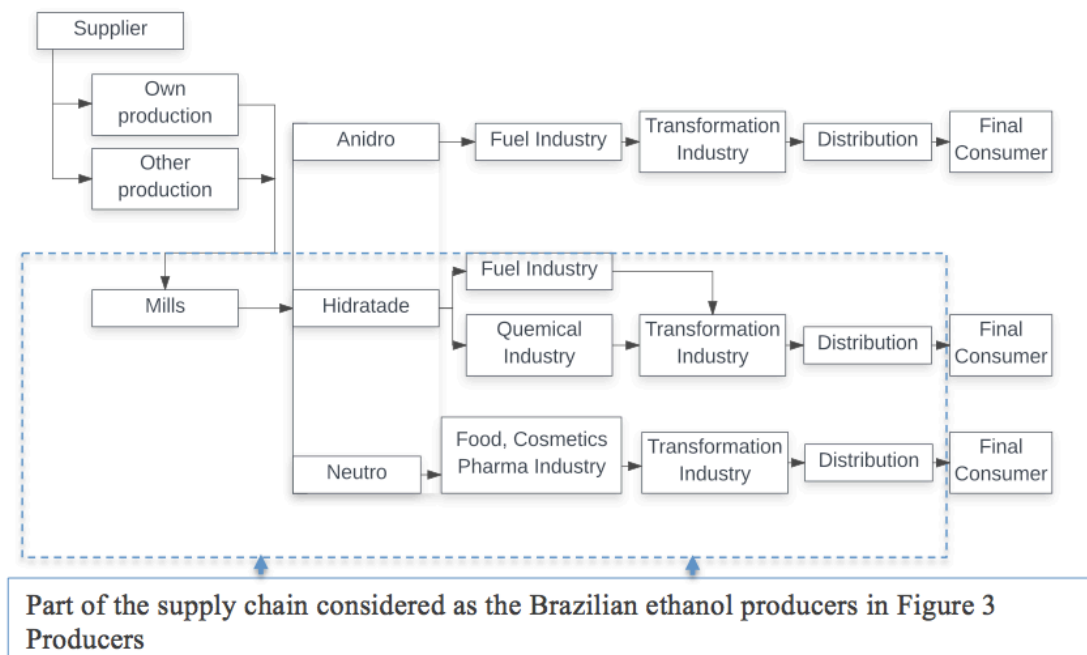 Supplier
Own
production
Other
production
Anidro
Fuel Industry
Transformation
Industry
Distribution
Final
Consumer
Mills
Hidratade
Fuel Industry
Quemical
Industry
Transformation
Industry
Distribution
Final
Consumer
Neutro
Food, Cosmetics
Pharma Industry
Transformation
Industry
Distribution
Final
Consumer
Part of the supply chain considered as the Brazilian ethanol producers in Figure 3
Producers